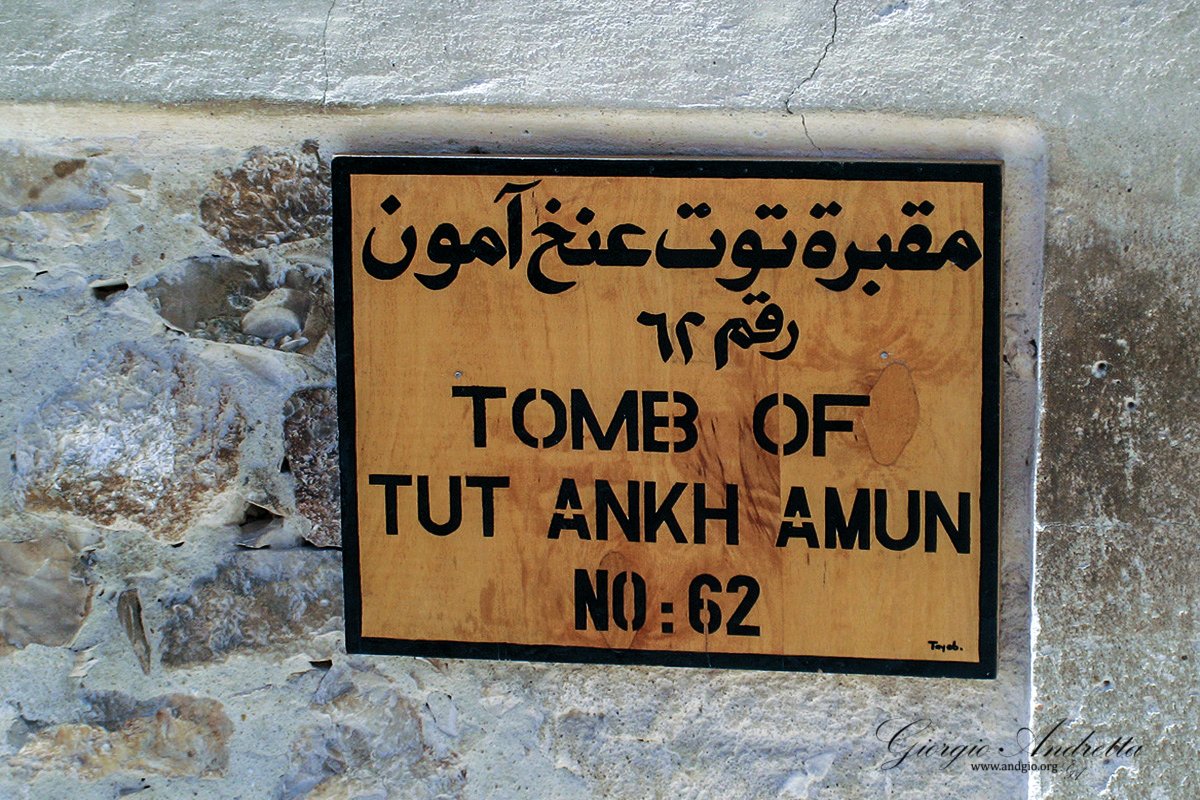 مقبرة توت عنخ آمون
رقم ٦٢
TOMB OF
TUT ANKH AMUN
NO: 62
Tayeb.
Giorgio Andretta
www.andgio.org